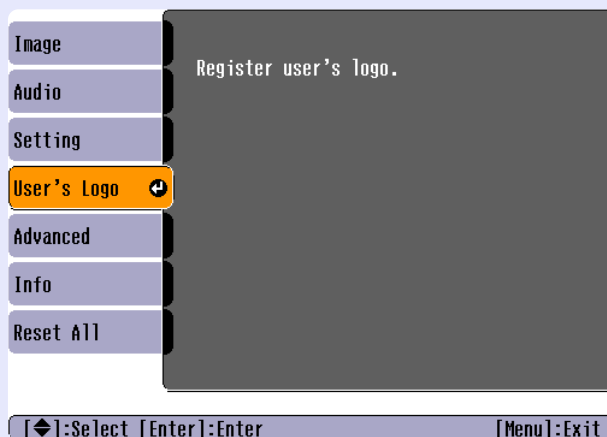 Image
Audio
Setting
User's Logo
Advanced
Info
Reset All
Register user's logo.
[◆]:Select [Enter]:Enter [Menu]:Exit